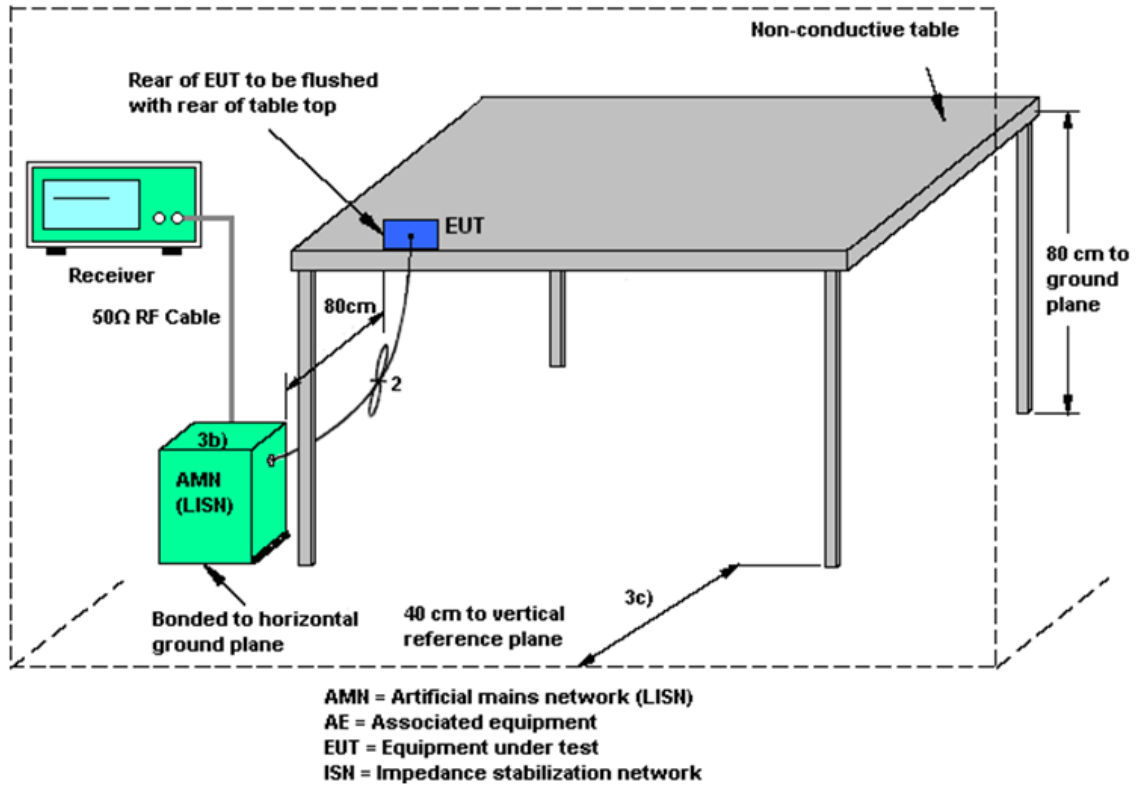 Non-conductive table
Rear of EUT to be flushed
with rear of table top
EUT
Receiver
80 cm to
ground
plane
80cm
50Ω RF Cable
2
3b)
AMN
(LISN)
3c)
Bonded to horizontal
ground plane
40 cm to vertical
reference plane
AMN = Artificial mains network (LISN)
AE = Associated equipment
EUT = Equipment under test
ISN = Impedance stabilization network